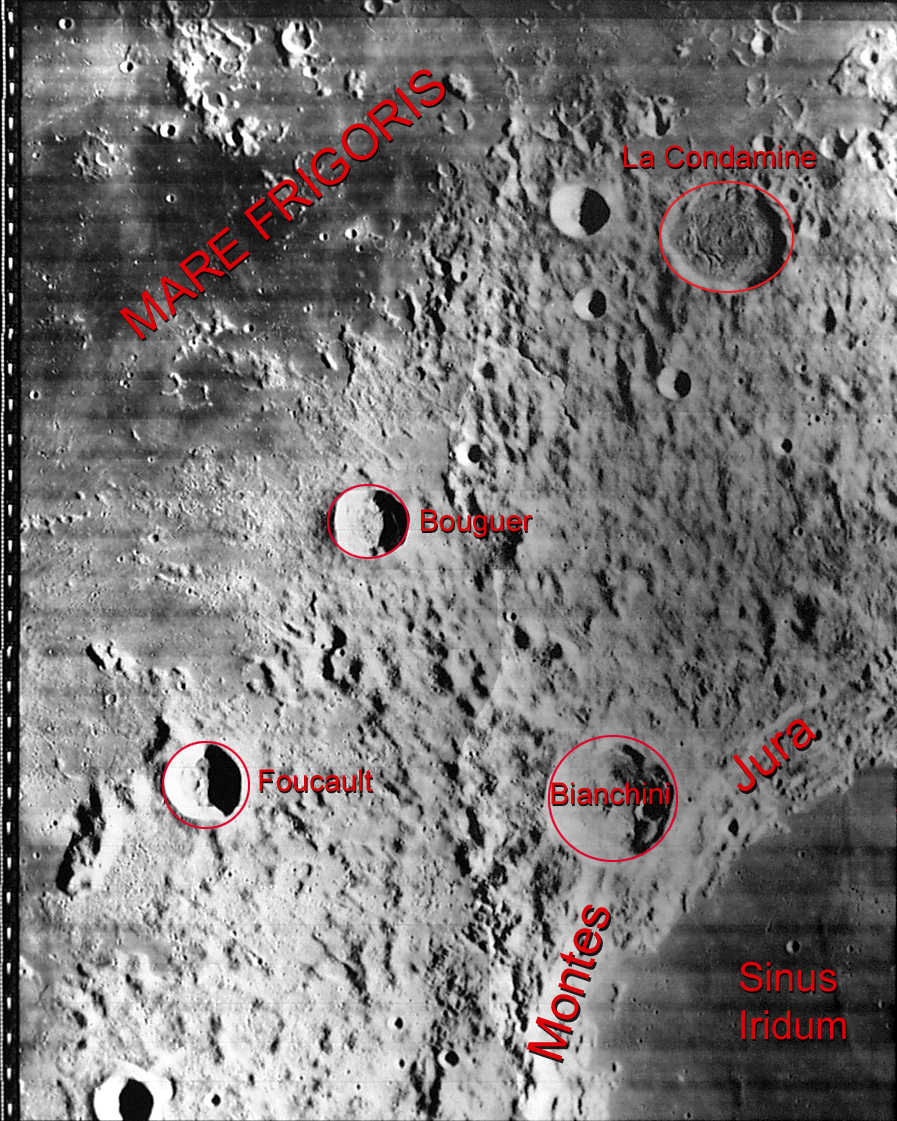 MARE FRIGORIS
La Condamine
Bouguer
Foucault
Bianchini
Montes
Jura
Sinus
Iridum